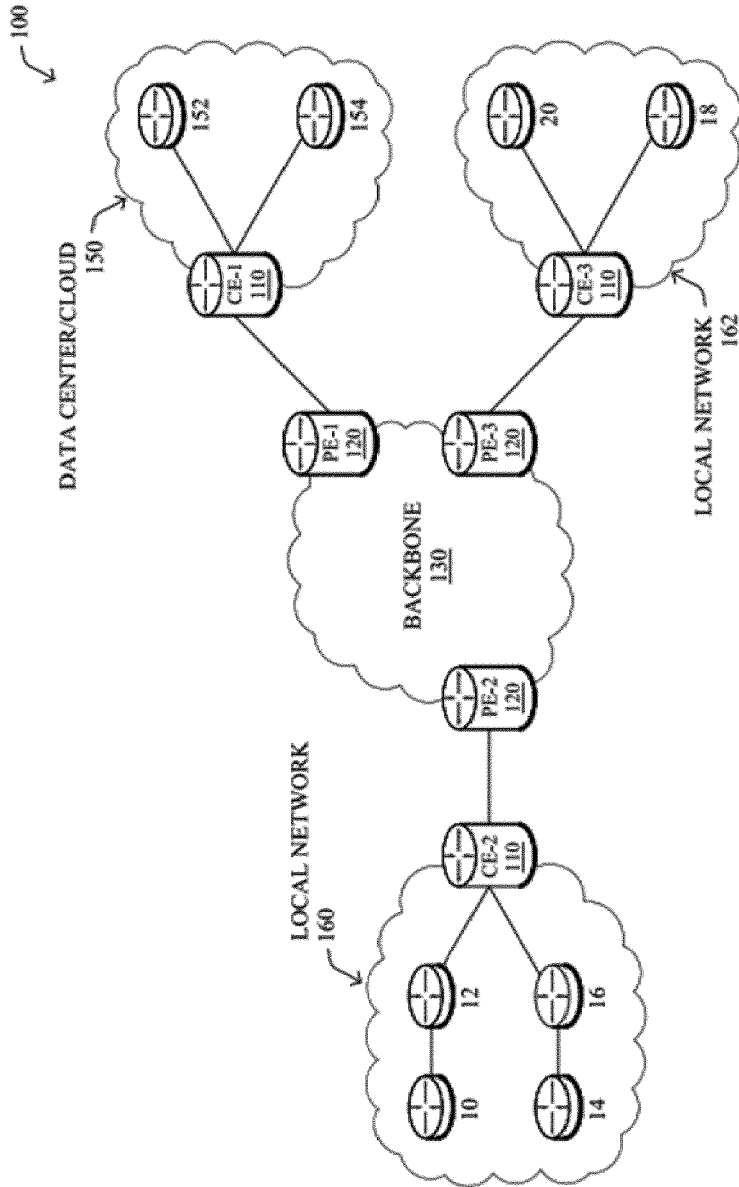 100
DATA CENTER/CLOUD
150
152
154
CE-1
110
PE-1
120
BACKBONE
130
PE-2
120
PE-3
120
LOCAL NETWORK
160
CE-2
110
10
12
14
16
CE-3
110
20
18
LOCAL NETWORK
162